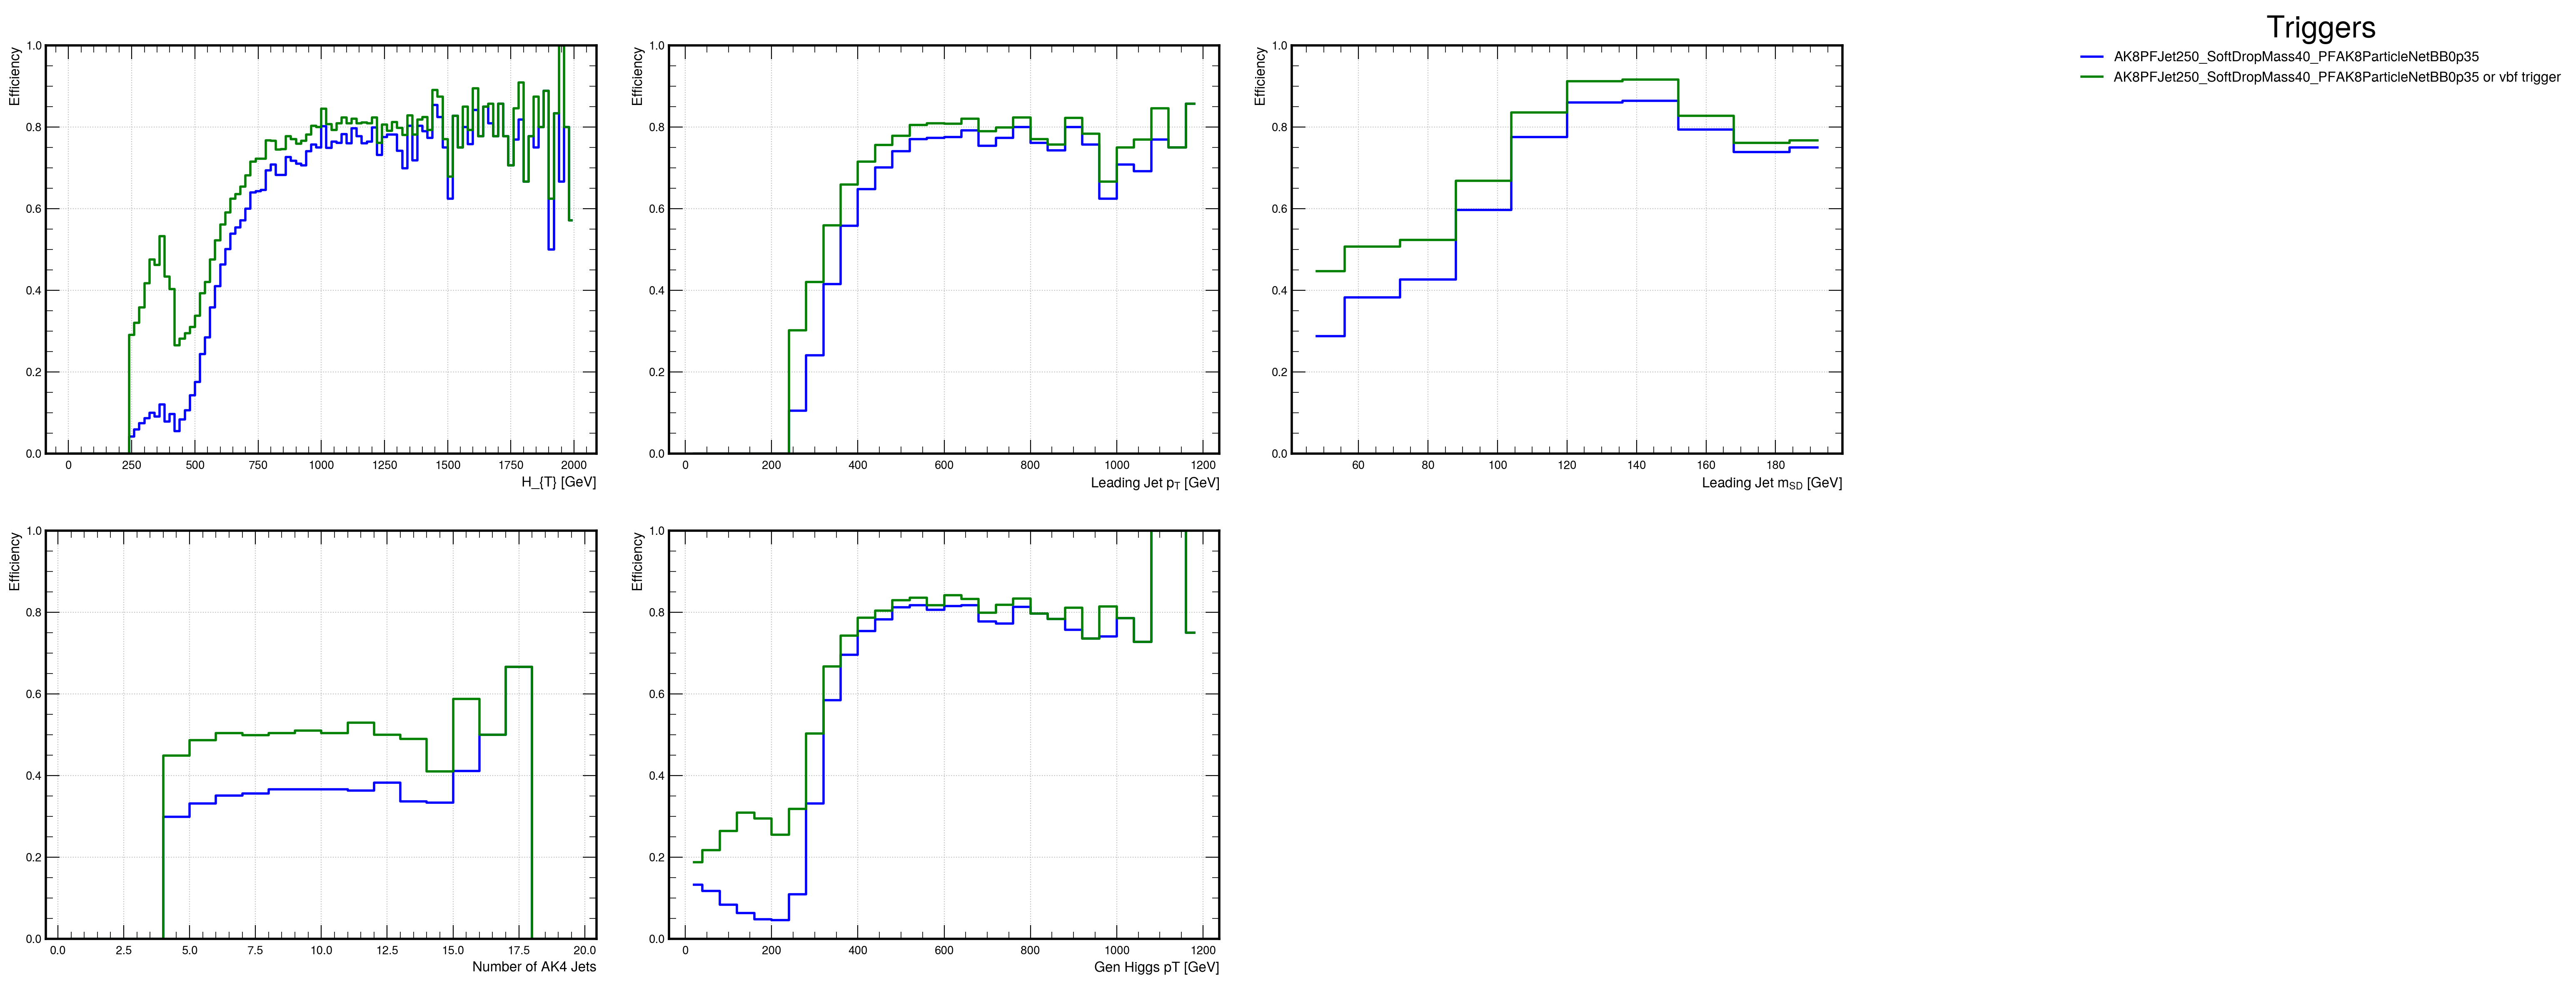 Triggers
AK8PFJet250_SoftDropMass40_PFAK8ParticleNetBB0p35
AK8PFJet250_SoftDropMass40_PFAK8ParticleNetBB0p35 or vbf trigger
Efficiency
1.0
0.8
0.6
0.4
0.2
0.0
0 250 500 750 1000 1250 1500 1750 2000
H_{T} [GeV]
Efficiency
1.0
0.8
0.6
0.4
0.2
0.0
0 200 400 600 800 1000 1200
Leading Jet pT [GeV]
Efficiency
1.0
0.8
0.6
0.4
0.2
0.0
60 80 100 120 140 160 180
Leading Jet mSD [GeV]
Efficiency
1.0
0.8
0.6
0.4
0.2
0.0
0.0 2.5 5.0 7.5 10.0 12.5 15.0 17.5 20.0
Number of AK4 Jets
Efficiency
1.0
0.8
0.6
0.4
0.2
0.0
0 200 400 600 800 1000 1200
Gen Higgs pT [GeV]